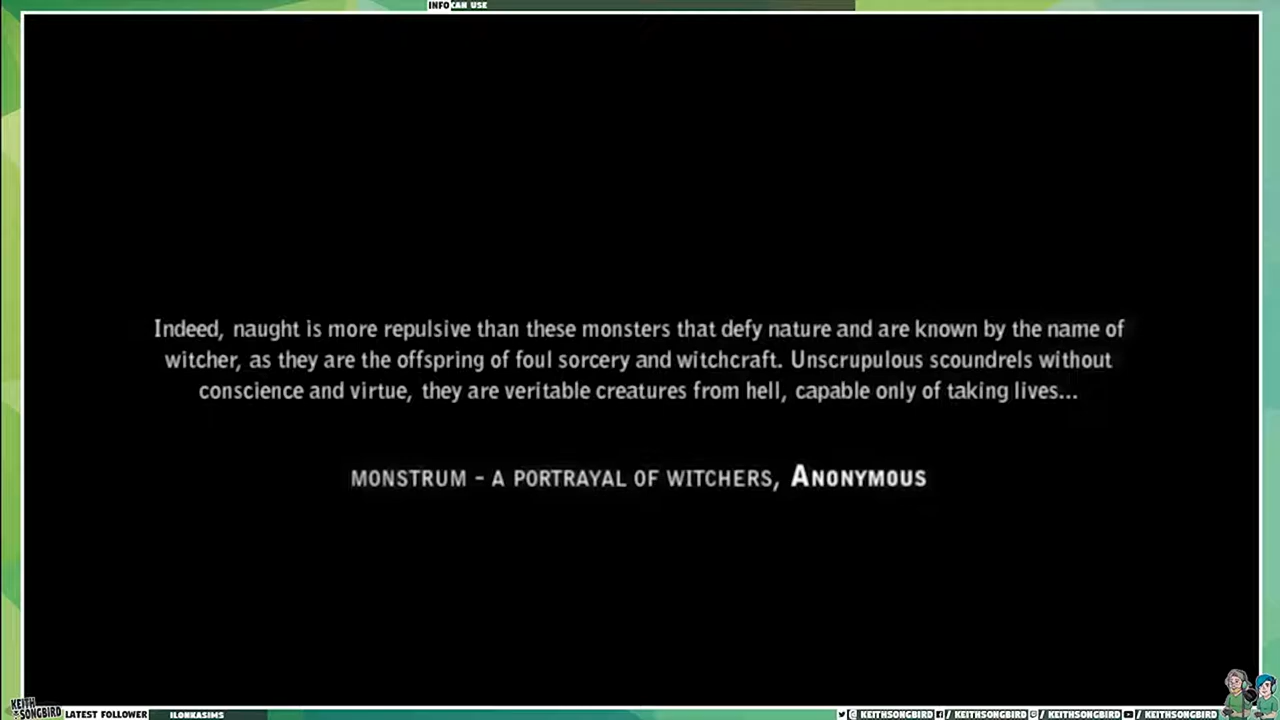 INFO CAN USE
Indeed, naught is more repulsive than these monsters that defy nature and are known by the name of
witcher, as they are the offspring of foul sorcery and witchcraft. Unscrupulous scoundrels without
conscience and virtue, they are veritable creatures from hell, capable only of taking lives...
MONSTRUM - A PORTRAYAL OF WITCHERS, ANONYMOUS
KEITH
SONGBIRD
LATEST FOLLOWER ILONKASIMS
/ KEITHSONGBIRD / KEITHSONGBIRD / KEITHSONGBIRD / KEITHSONGBIRD